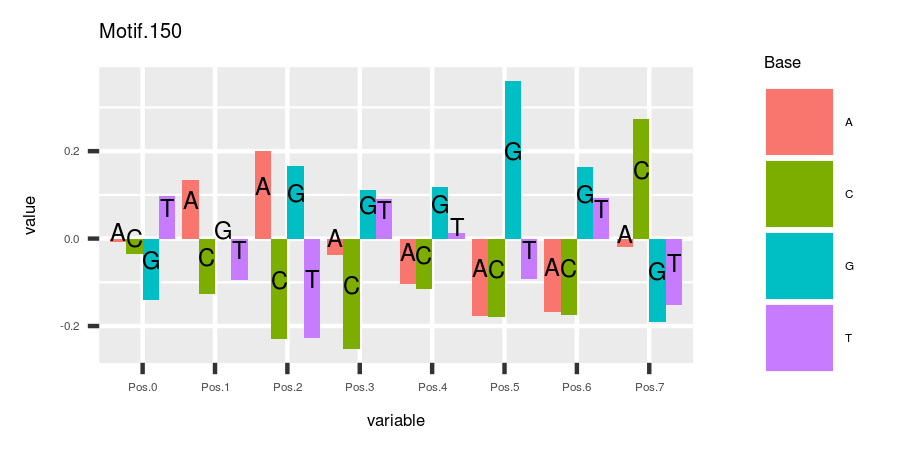 Motif.150
Base
A
C
G
T
value
0.2
0.0
-0.2
A C G T A C G T A C G T A C G T A C G T A C G T A C G T A C G T
Pos.0 Pos.1 Pos.2 Pos.3 Pos.4 Pos.5 Pos.6 Pos.7
variable